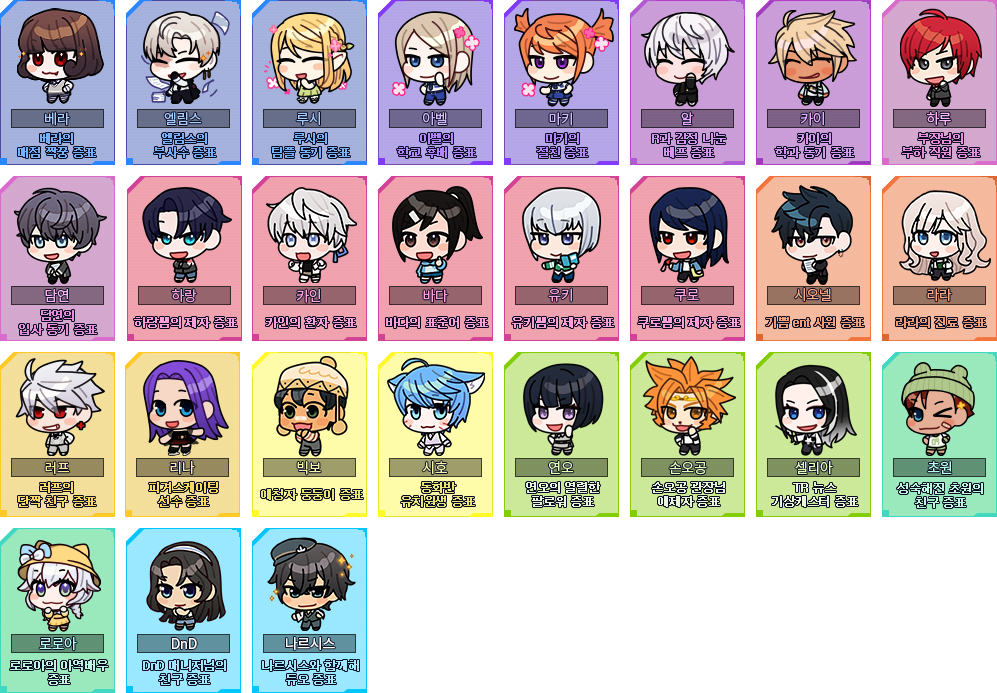 베라
베라의
매점 짝꿍 증표
엘림스
엘림스의
부사수 증표
루시
루시의
팀플 동기 증표
아벨
아벨의
학교 후배 증표
마키
마키의
절친 증표
알
R과 감정 나눈
베프 증표
카이
카이의
학과 동기 증표
하루
부장님의
부하 직원 증표
담연
담연의
입사 동기 증표
하랑
하랑쌤의 제자 증표
카인
카인의 환자 증표
바다
바다의 표준어 증표
유키
유키쌤의 제자 증표
쿠로
쿠로쌤의 제자 증표
시오넬
기쁨 ent 사원 증표
라라
라라의 진로 증표
러프
러프의
단짝 친구 증표
리나
피겨스케이팅
선수 증표
빅보
애청자 둥둥이 증표
시호
동화반
유치원생 증표
연오
연오의 열렬한
팔로워 증표
손오공
손오공 관장님
애제자 증표
셀리아
TR 뉴스
기상캐스터 증표
초원
성숙해진 초원의
친구 증표
로로아
로로아의 아역배우
증표
DnD
DnD 매니저님의
친구 증표
나르시스
나르시스와 함께해
듀오 증표